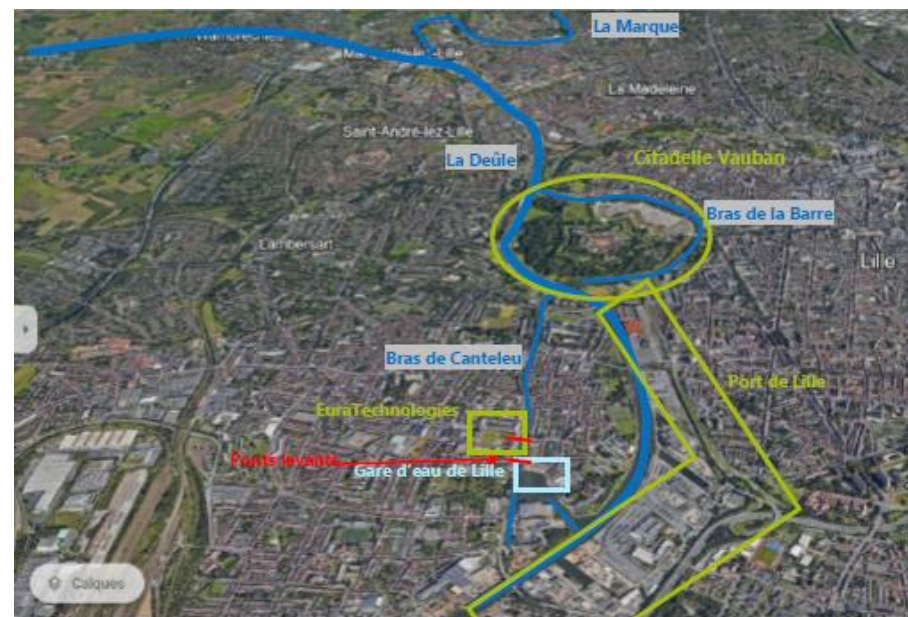 La Marque
Wambrechies
La Madeleine
Saint-André-lez-Lille
La Deûle
Citadelle Vauban
Bras de la Barre
Lambersart
Lille
Bras de Canteleu
Port de Lille
EuraTechnologies
Ponts levants
Gare d'eau de Lille
Calques